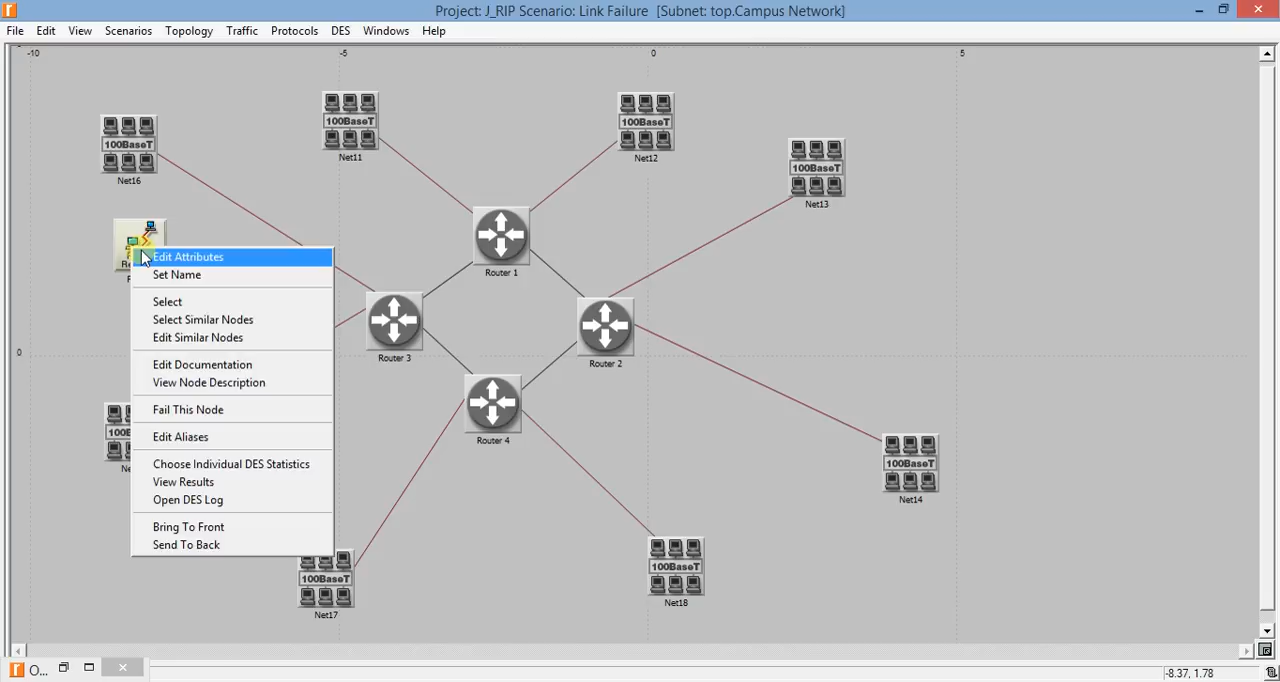 Project: J_RIP Scenario: Link Failure [Subnet: top.Campus Network]
File Edit View Scenarios Topology Traffic Protocols DES Windows Help
-10 -5 0 5
100BaseT
Net16
100BaseT
Net11
100BaseT
Net12
100BaseT
Net13
Router 1
Edit Attributes
Set Name
Select
Select Similar Nodes
Edit Similar Nodes
Edit Documentation
View Node Description
Fail This Node
Edit Aliases
Choose Individual DES Statistics
View Results
Open DES Log
Bring To Front
Send To Back
0
Router 3
Router 2
Router 4
100BaseT
Net14
100BaseT
Net17
100BaseT
Net18
O...
-8.37, 1.78